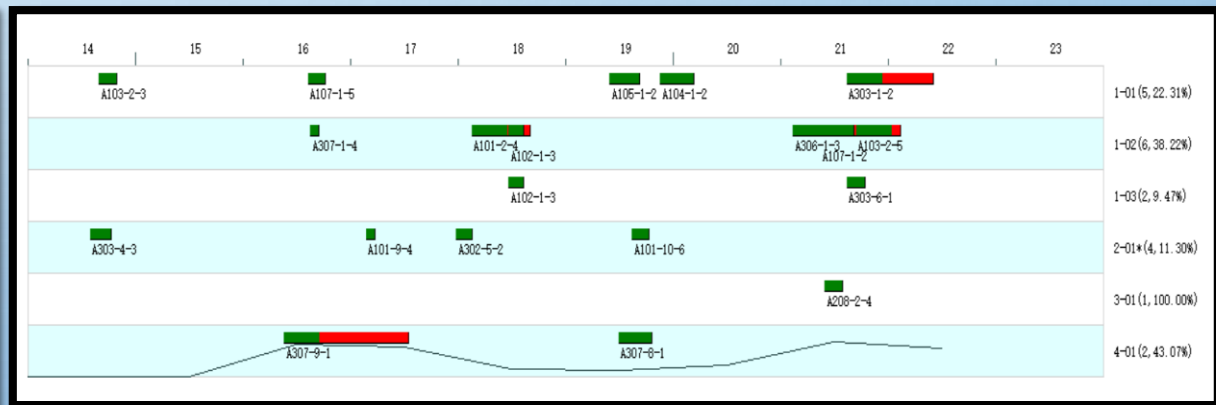 14 15 16 17 18 19 20 21 22 23
A103-2-3 A107-1-5 A105-1-2 A104-1-2 A303-1-2 1-01(5,22.31%)
A307-1-4 A101-2-4 A306-1-3 A103-2-5 1-02(6,38.22%)
A102-1-3 A107-1-2
A102-1-3 A303-6-1 1-03(2,9.47%)
A303-4-3 A101-9-4 A302-5-2 A101-10-6 2-01*(4,11.30%)
A208-2-4 3-01(1,100.00%)
A307-9-1 A307-8-1 4-01(2,43.07%)